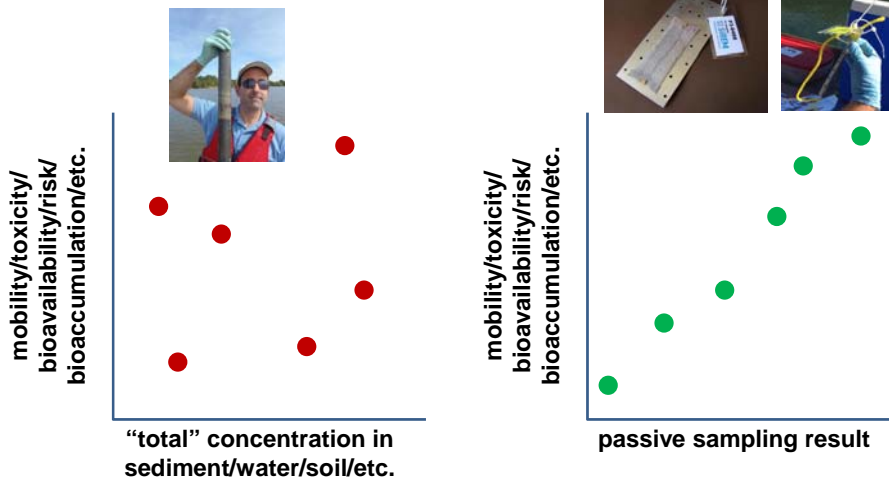 mobility/toxicity/
bioavailability/risk/
bioaccumulation/etc.
“total” concentration in
sediment/water/soil/etc.
mobility/toxicity/
bioavailability/risk/
bioaccumulation/etc.
passive sampling result